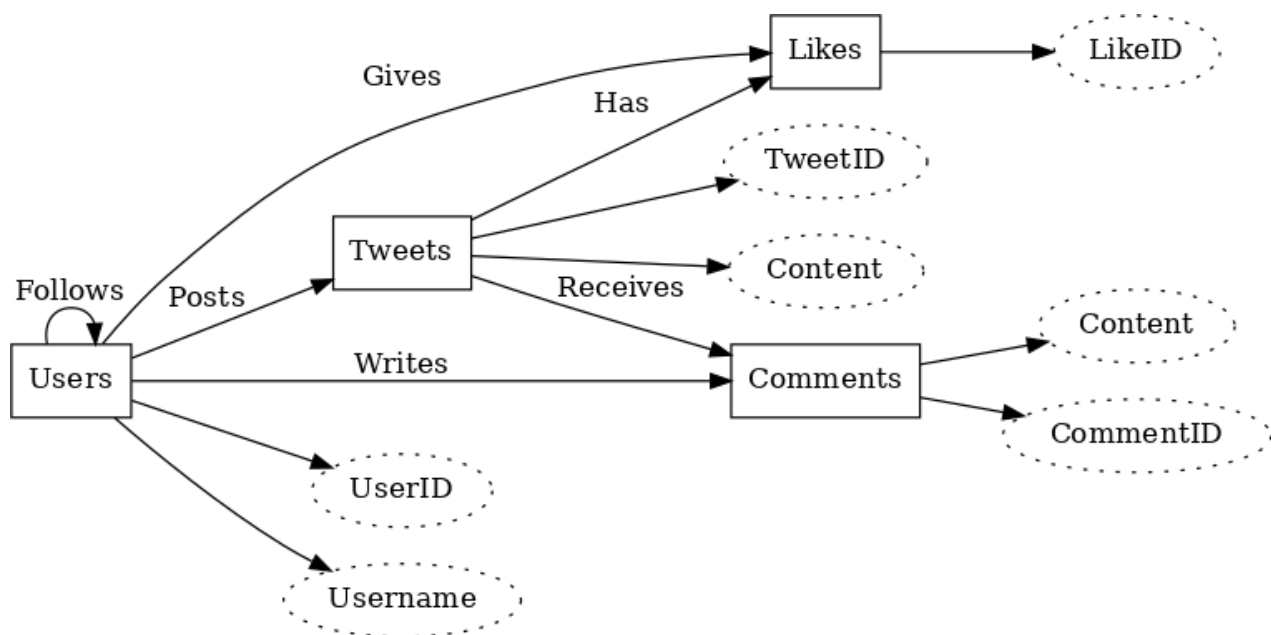 Likes
LikeID
Gives
Has
TweetID
Tweets
Content
Receives
Follows
Posts
Content
Users
Writes
Comments
CommentID
UserID
Username